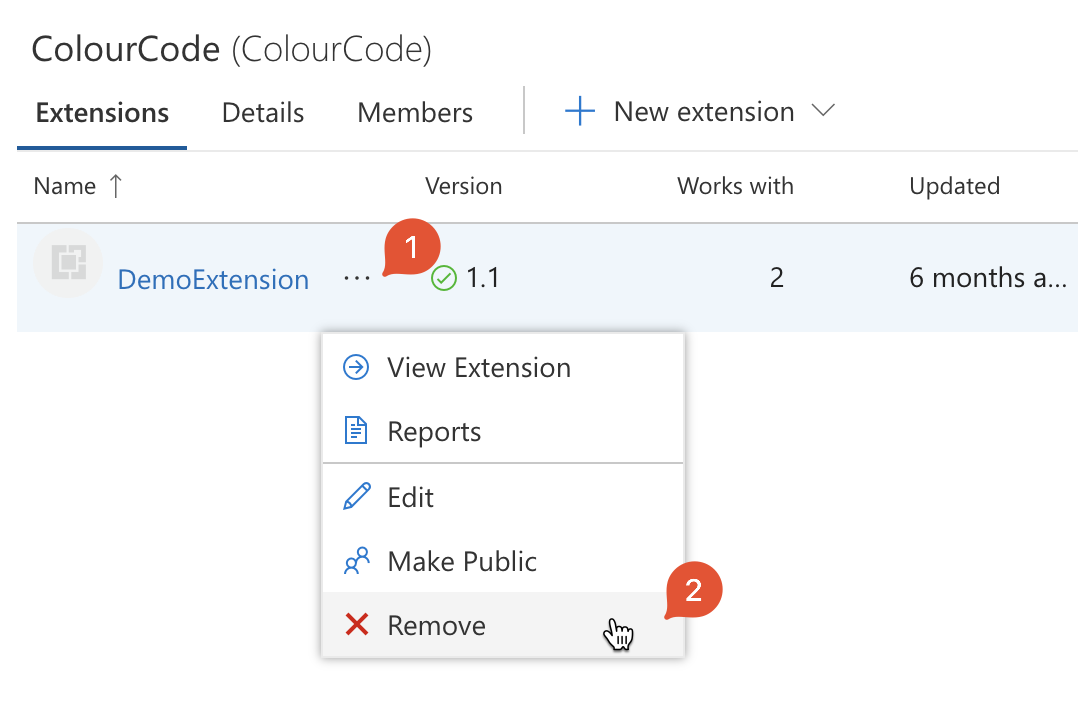 ColourCode (ColourCode)
Extensions Details Members New extension
Name Version Works with Updated
1
DemoExtension ... 1.1 2 6 months a...
View Extension
Reports
Edit
Make Public
2
Remove